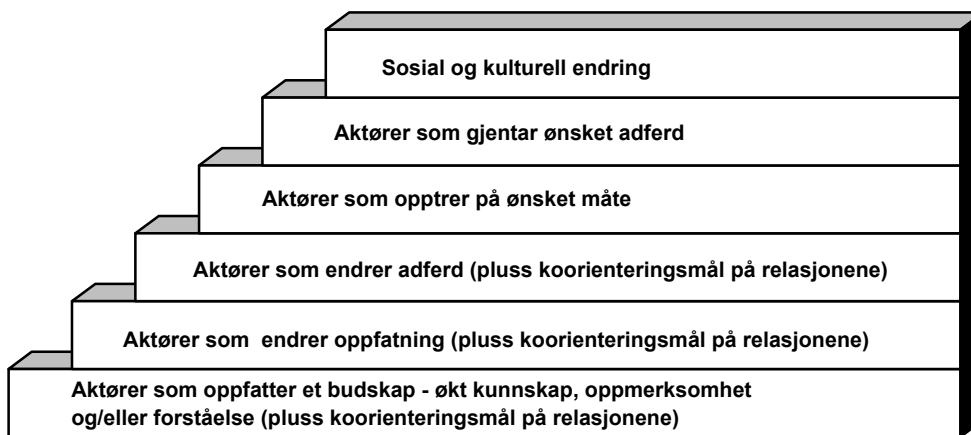 Sosial og kulturell endring
Aktører som gjentar ønsket adferd
Aktører som opptrer på ønsket måte
Aktører som endrer adferd (pluss koorienteringsmål på relasjonene)
Aktører som  endrer oppfatning (pluss koorienteringsmål på relasjonene)
Aktører som oppfatter et budskap - økt kunnskap, oppmerksomhet
og/eller forståelse (pluss koorienteringsmål på relasjonene)